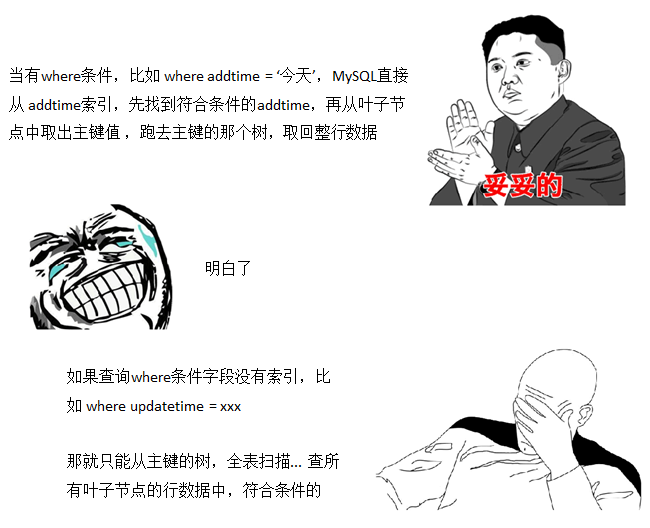 当有where条件，比如 where addtime = ‘今天’，MySQL直接
从 addtime索引，先找到符合条件的addtime，再从叶子节
点中取出主键值 ，跑去主键的那个树，取回整行数据
妥妥的
明白了
如果查询where条件字段没有索引，比
如 where updatetime = xxx
那就只能从主键的树，全表扫描... 查所
有叶子节点的行数据中，符合条件的